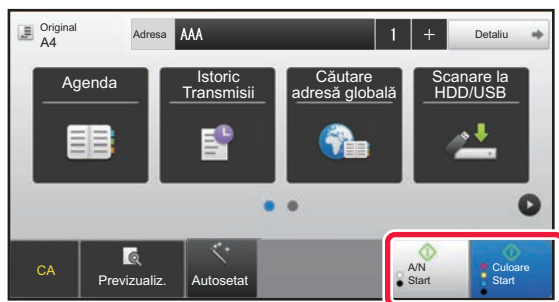 Original
A4
Adresa AAA 1 + Detaliu
Agenda
Istoric
Transmisii
Căutare
adresă globală
Scanare la
HDD/USB
CA
Previzualiz.
Autosetat
A/N
Start
Culoare
Start